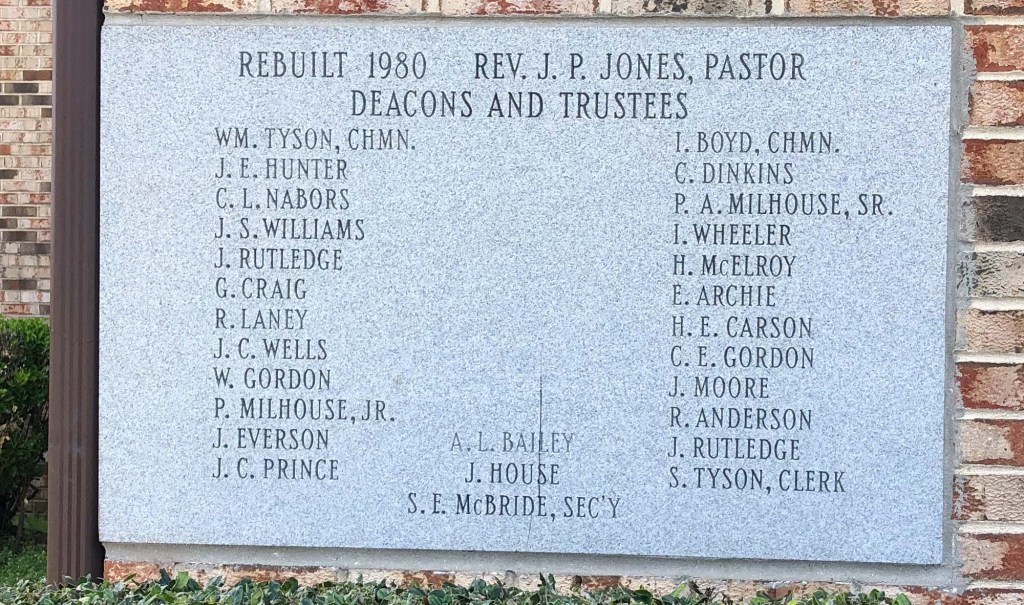 REBUILT 1980 REV. J. P. JONES, PASTOR
DEACONS AND TRUSTEES
WM. TYSON, CHMN.
J. E. HUNTER
C. L. NABORS
J. S. WILLIAMS
J. RUTLEDGE
G. CRAIG
R. LANEY
J. C. WELLS
W. GORDON
P. MILHOUSE, JR.
J. EVERSON
J. C. PRINCE
A. L. BAILEY
J. HOUSE
S. E. McBRIDE, SEC'Y
I. BOYD, CHMN.
C. DINKINS
P. A. MILHOUSE, SR.
I. WHEELER
H. McELROY
E. ARCHIE
H. E. CARSON
C. E. GORDON
J. MOORE
R. ANDERSON
J. RUTLEDGE
S. TYSON, CLERK